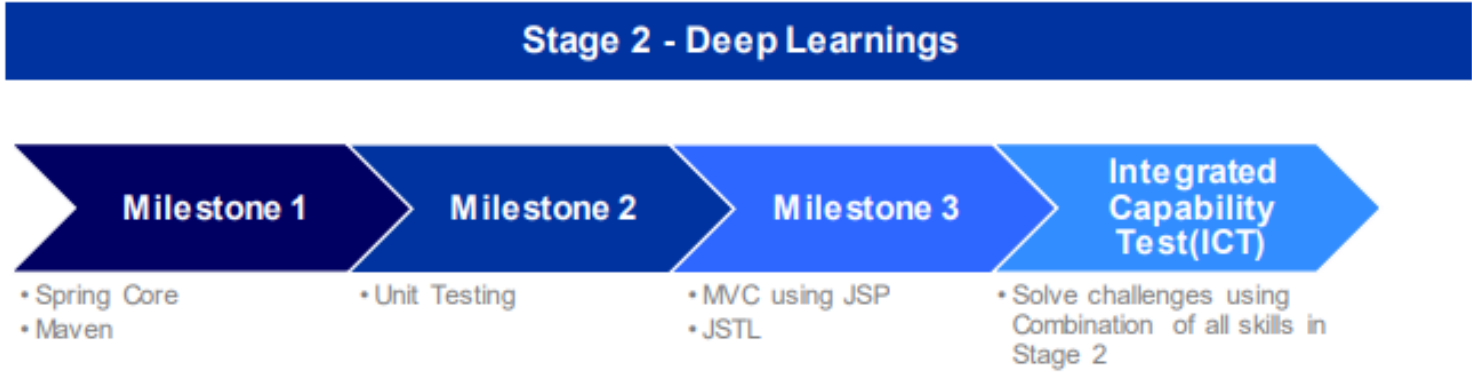 Stage 2 - Deep Learnings
Milestone 1
• Spring Core
• Maven
Milestone 2
• Unit Testing
Milestone 3
• MVC using JSP
• JSTL
Integrated
Capability
Test(ICT)
• Solve challenges using
Combination of all skills in
Stage 2